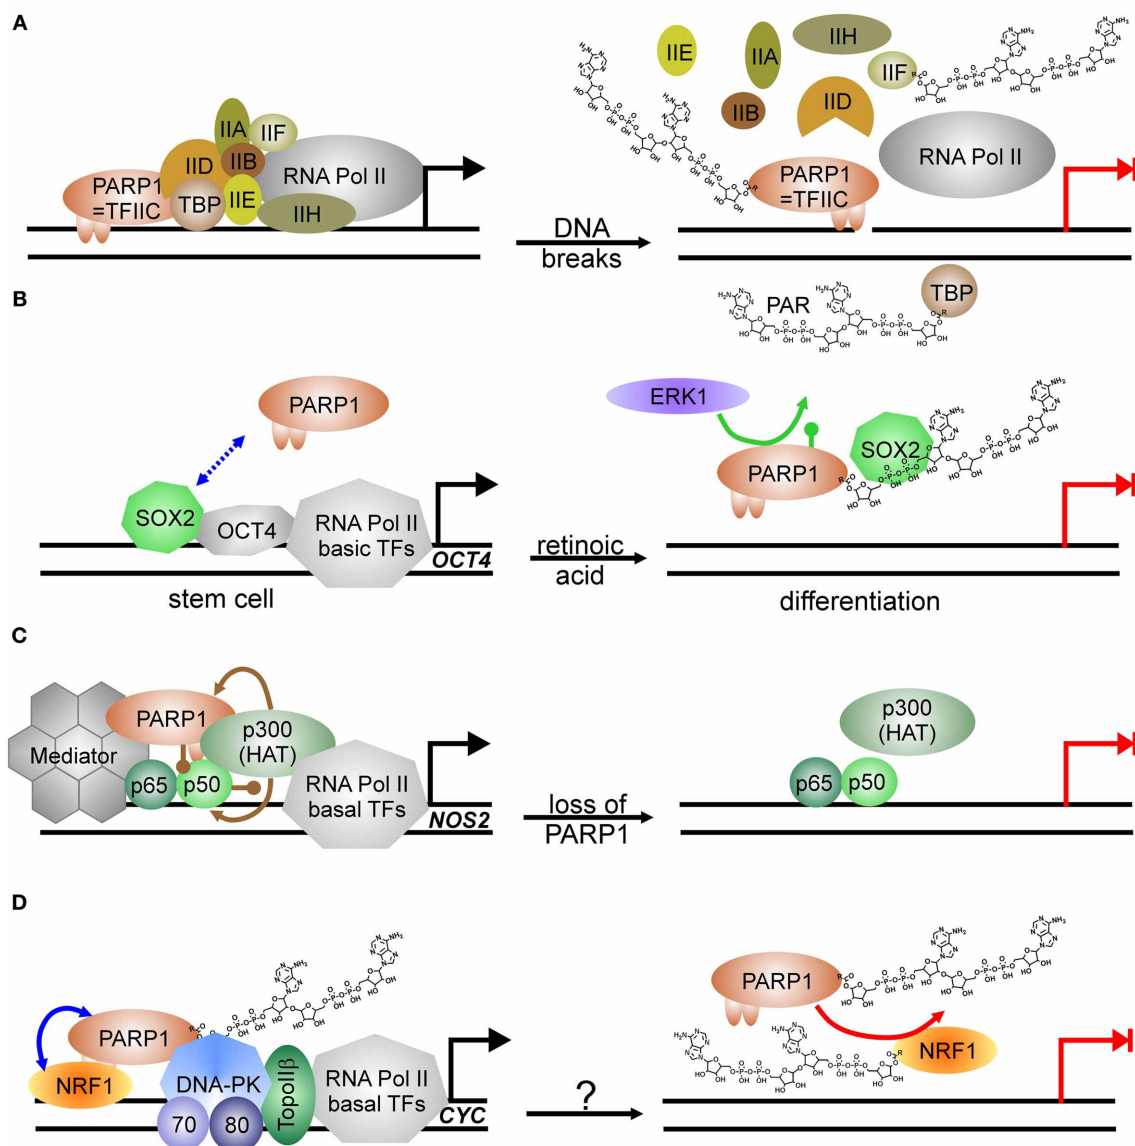 A
IIA
IIF
IID
IIB
RNA Pol II
PARP1
=TFIIC
TBP
IIE
IIH
DNA
breaks
IIE
IIA
IIH
IIF
IIB
IID
RNA Pol II
PARP1
=TFIIC
PAR
TBP
B
PARP1
SOX2
OCT4
RNA Pol II
basic TFs
OCT4
stem cell
retinoic
acid
ERK1
PARP1
SOX2
differentiation
C
Mediator
PARP1
p300
(HAT)
p65
p50
RNA Pol II
basal TFs
NOS2
loss of
PARP1
p300
(HAT)
p65
p50
D
PARP1
NRF1
DNA-PK
70
80
TopoIIβ
RNA Pol II
basal TFs
CYC
?
PARP1
NRF1